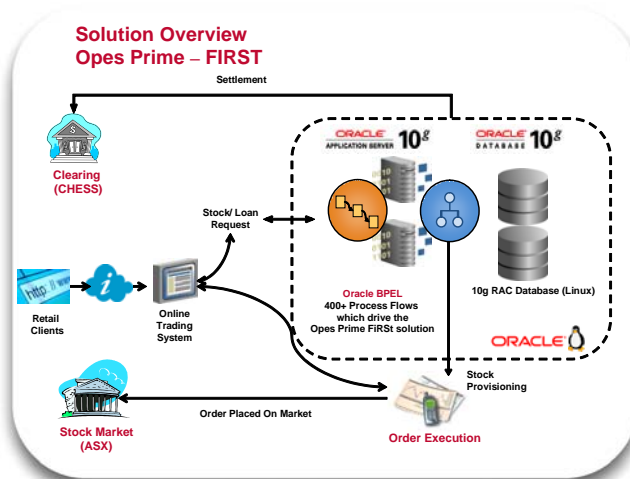 Solution Overview
Opes Prime – FIRST
Settlement
ORACLE
APPLICATION SERVER
10g
ORACLE
DATABASE
10g
Clearing
(CHESS)
Stock/ Loan
Request
http: // www
Retail
Clients
Online
Trading
System
Oracle BPEL
400+ Process Flows
which drive the
Opes Prime FiRSt solution
10g RAC Database (Linux)
ORACLE
Stock
Provisioning
Order Placed On Market
Order Execution
Stock Market
(ASX)